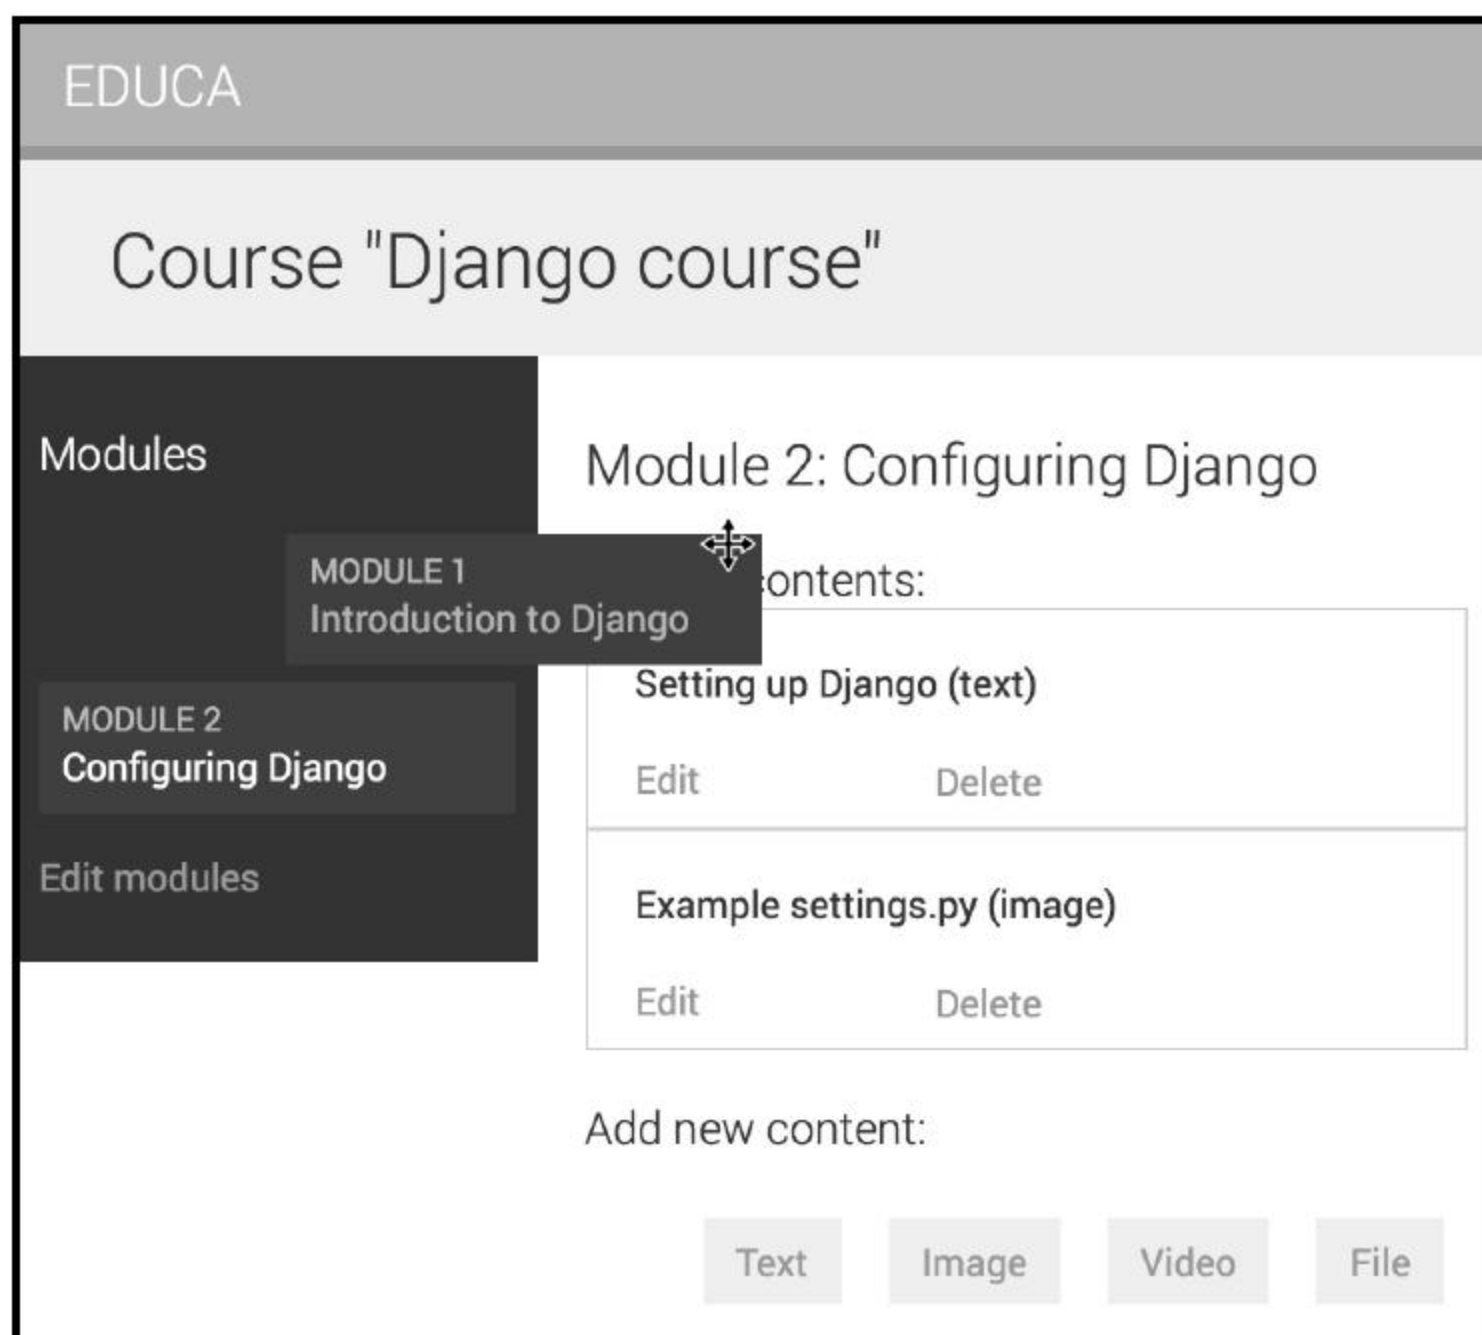 EDUCA
Course "Django course"
Modules
MODULE 1
Introduction to Django
MODULE 2
Configuring Django
Edit modules
Module 2: Configuring Django
contents:
Setting up Django (text)
Edit Delete
Example settings.py (image)
Edit Delete
Add new content:
Text Image Video File